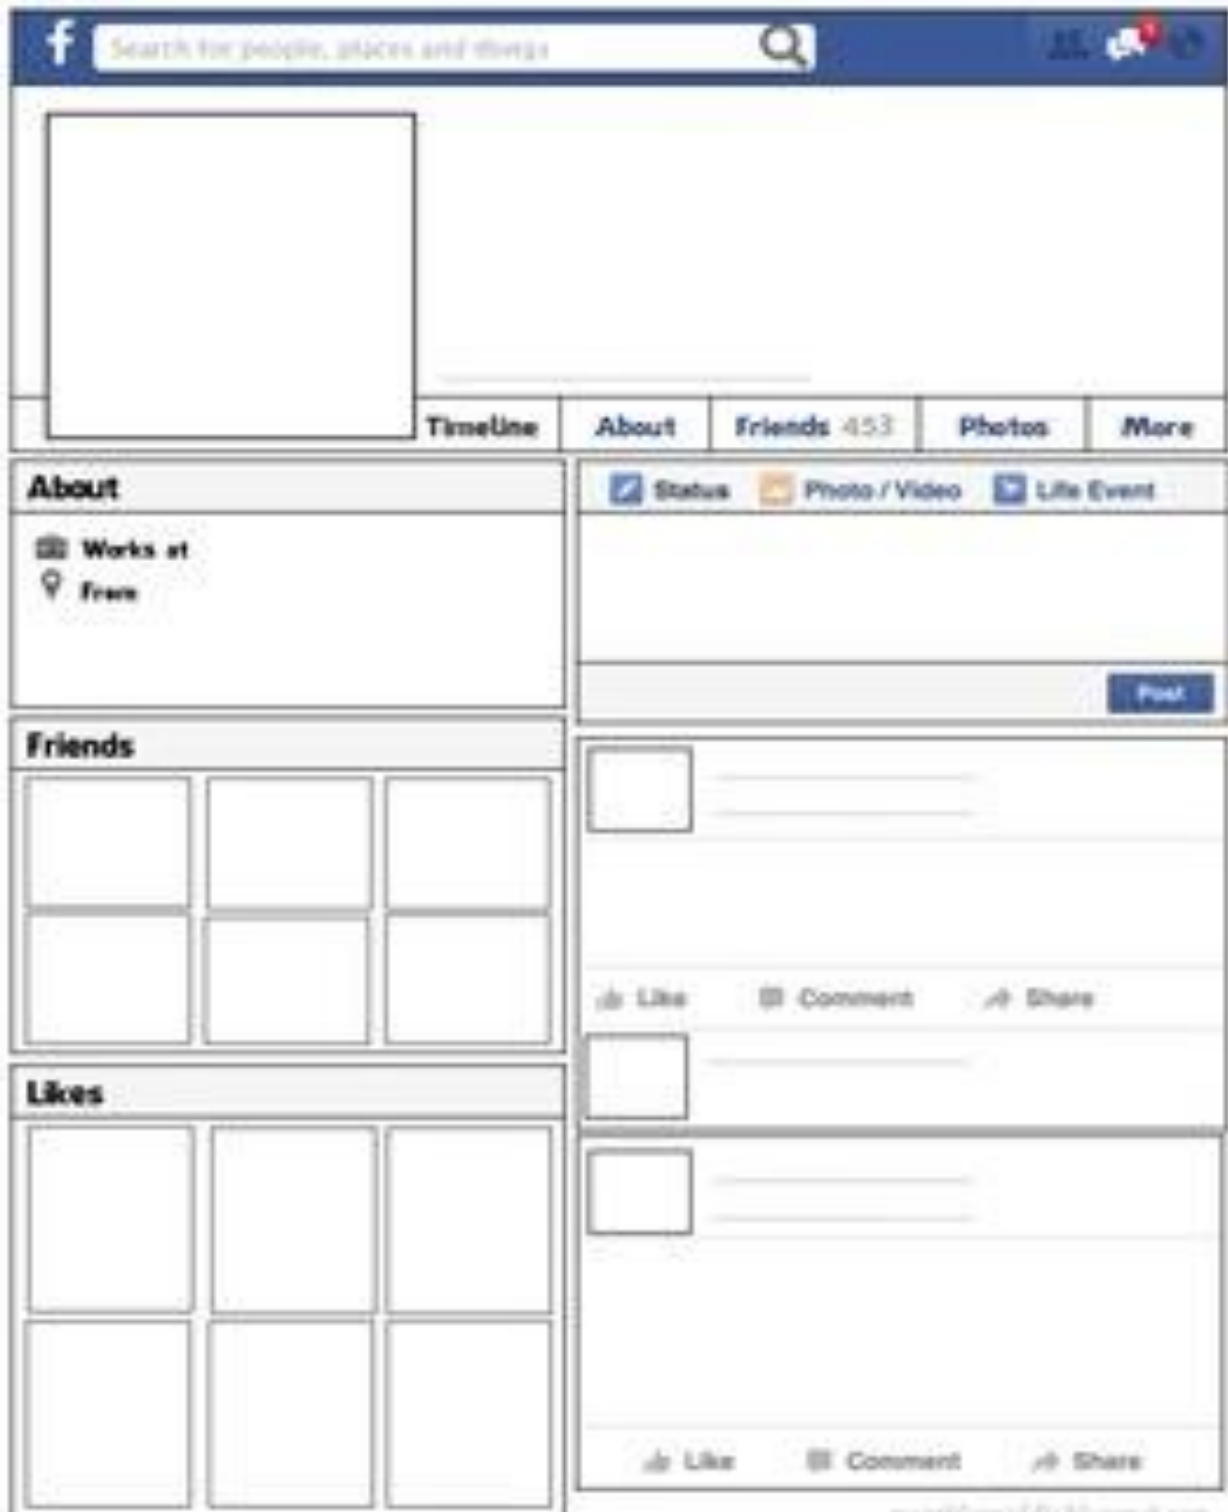 f Search for people, places and things
Timeline About Friends 453 Photos More
About
Works at
From
Status Photo / Video Life Event
Post
Friends
Like Comment Share
Likes
Like Comment Share